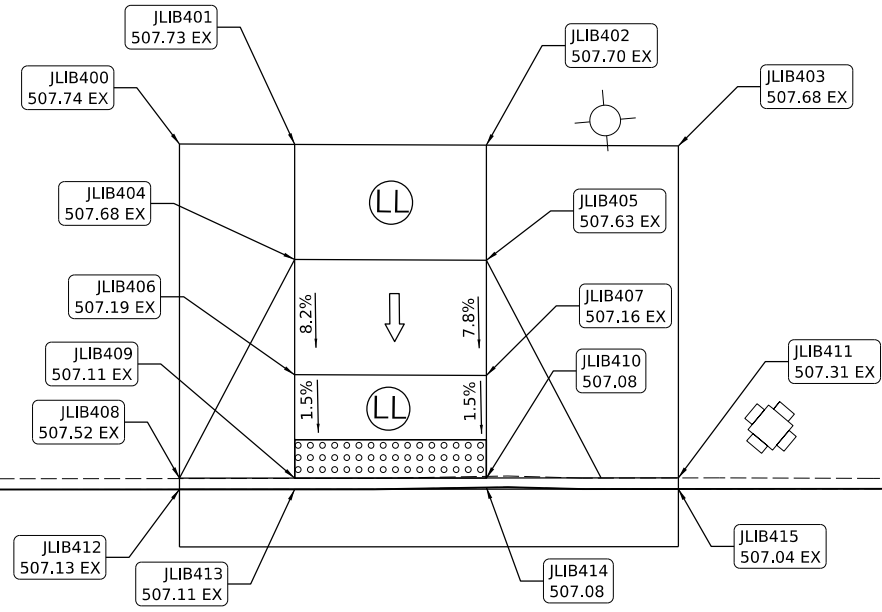 JLIB401
507.73 EX
JLIB402
507.70 EX
JLIB400
507.74 EX
JLIB403
507.68 EX
JLIB404
507.68 EX
LL
JLIB405
507.63 EX
JLIB406
507.19 EX
8.2%
7.8%
JLIB407
507.16 EX
JLIB409
507.11 EX
JLIB410
507.08
JLIB411
507.31 EX
1.5%
LL
1.5%
JLIB408
507.52 EX
JLIB412
507.13 EX
JLIB413
507.11 EX
JLIB414
507.08
JLIB415
507.04 EX